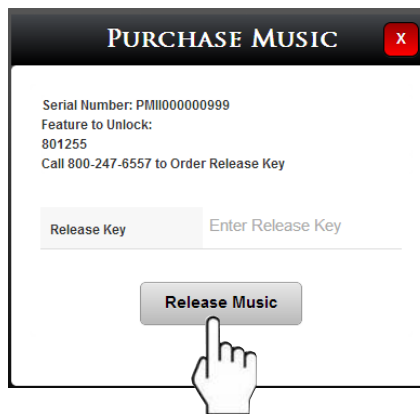 PURCHASE MUSIC
X
Serial Number: PMII000000999
Feature to Unlock:
801255
Call 800-247-6557 to Order Release Key
Release Key
Enter Release Key
Release Music